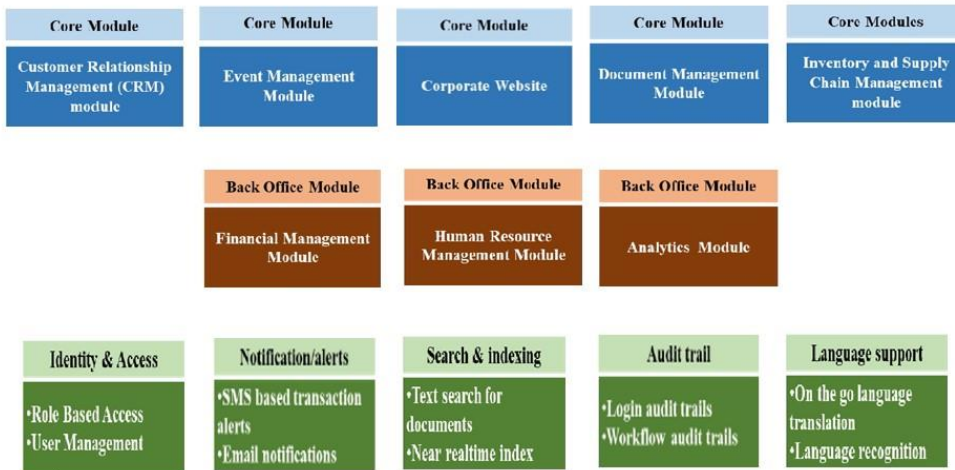 Core Module
Core Module
Core Module
Core Module
Core Modules
Customer Relationship
Management (CRM)
module
Event Management
Module
Corporate Website
Document Management
Module
Inventory and Supply
Chain Management
module
Back Office Module
Back Office Module
Back Office Module
Financial Management
Module
Human Resource
Management Module
Analytics Module
Identity & Access
•Role Based Access
•User Management
Notification/alerts
•SMS based transaction
alerts
•Email notifications
Search & indexing
•Text search for
documents
•Near realtime index
Audit trail
•Login audit trails
•Workflow audit trails
Language support
•On the go language
translation
•Language recognition